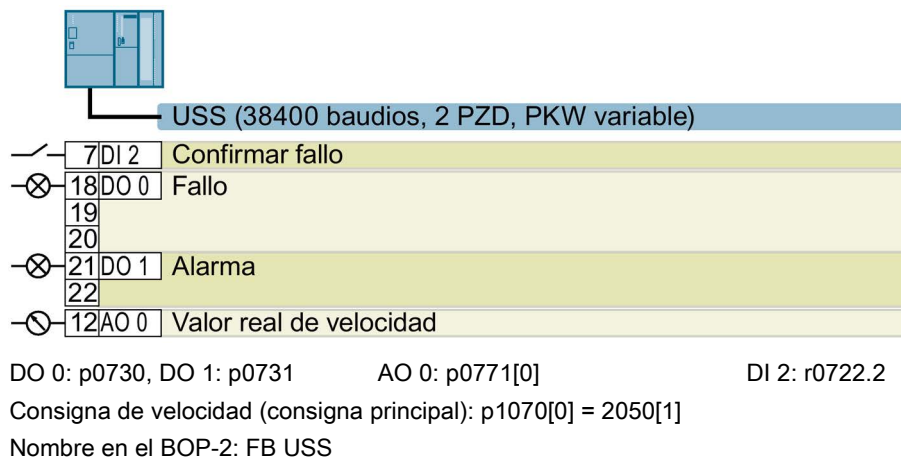 USS (38400 baudios, 2 PZD, PKW variable)
7 DI 2 Confirmar fallo
18 DO 0 Fallo
19
20
21 DO 1 Alarma
22
12 AO 0 Valor real de velocidad
DO 0: p0730, DO 1: p0731 AO 0: p0771[0] DI 2: r0722.2
Consigna de velocidad (consigna principal): p1070[0] = 2050[1]
Nombre en el BOP-2: FB USS